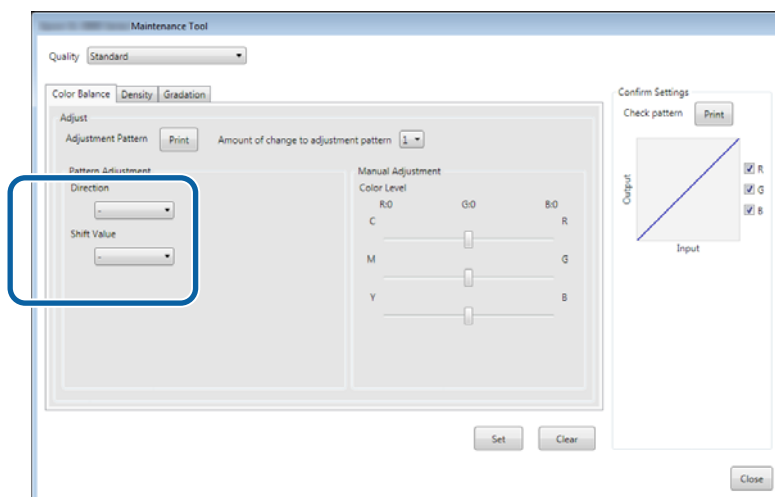 Maintenance Tool
Quality Standard
Color Balance Density Gradation
Adjust
Adjustment Pattern Print Amount of change to adjustment pattern 1
Pattern Adjustment
Direction
-
Shift Value
-
Manual Adjustment
Color Level
R:0 G:0 B:0
C R
M G
Y B
Set Clear
Confirm Settings
Check pattern Print
Output
R
G
B
Input
Close